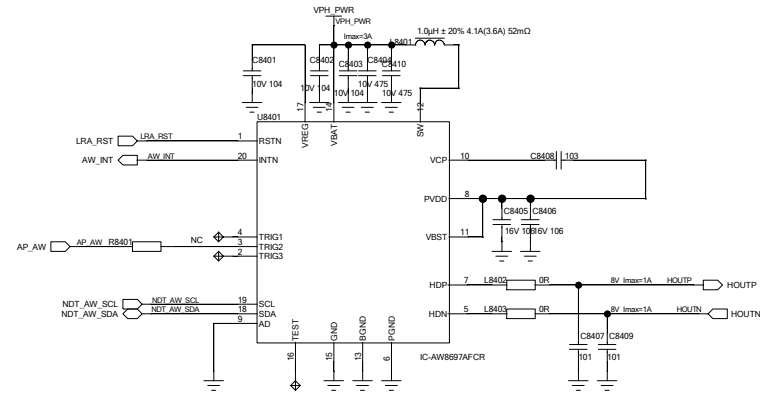 VPH_PWR
VPH_PWR
Imax=3A
1.0µH ± 20% 4.1A(3.6A) 52mΩ
L8401
C8401
C8402
C8403
C8404
C8410
10V 104
10V 104
10V 104
10V 475
10V 475
17
14
12
U8401
VREG
VBAT
SW
LRA_RST
LRA_RST
1
RSTN
AW_INT
AW_INT
20
INTN
VCP
10
C8408
103
PVDD
8
C8405
C8406
16V 106
16V 106
VBST
11
4
TRIG1
AP_AW
AP_AW
R8401
NC
3
TRIG2
2
TRIG3
HDP
7
L8402
0R
8V Imax=1A
HOUTP
HOUTP
NDT_AW_SCL
NDT_AW_SCL
19
SCL
NDT_AW_SDA
NDT_AW_SDA
18
SDA
9
AD
HDN
5
L8403
0R
8V Imax=1A
HOUTN
HOUTN
TEST
GND
BGND
PGND
C8407
C8409
101
101
16
15
13
6
IC-AW8697AFCR